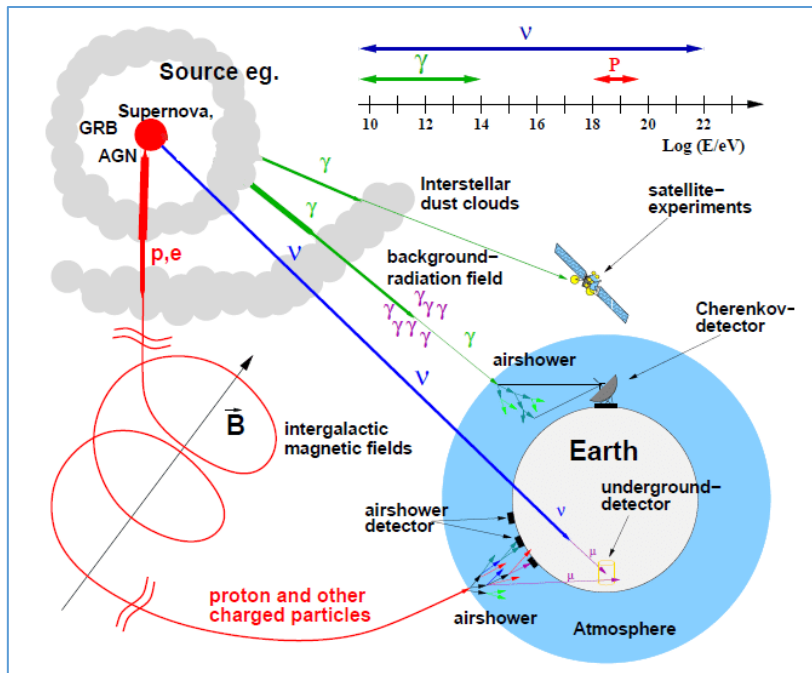 ν
Source eg.
γ
P
Supernova,
GRB
AGN
10 12 14 16 18 20 22
Log (E/eV)
γ
Interstellar
dust clouds
satellite−
experiments
γ
ν
p,e
background−
radiation field
γ
γ γ γ
γ γ γ γ
γ
Cherenkov−
detector
airshower
ν
B
intergalactic
magnetic fields
Earth
underground−
detector
airshower
detector
ν
μ
μ
proton and other
charged particles
airshower
Atmosphere